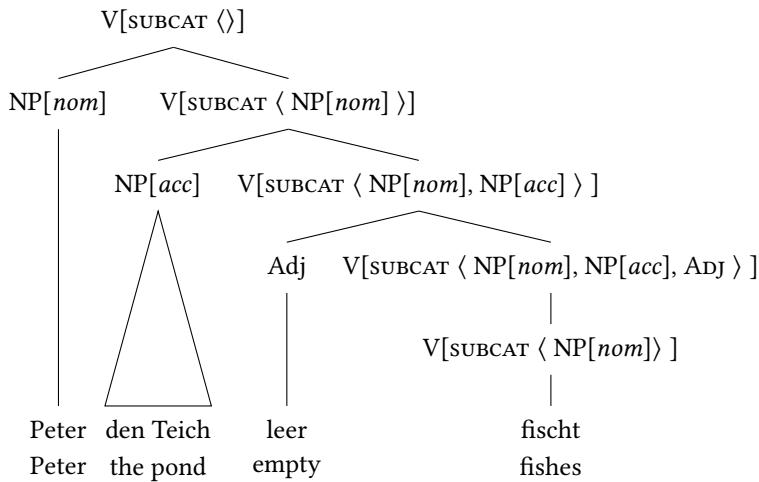 V[SUBCAT ⟨⟩]
NP[nom] V[SUBCAT ⟨ NP[nom] ⟩]
NP[acc] V[SUBCAT ⟨ NP[nom], NP[acc] ⟩ ]
Adj V[SUBCAT ⟨ NP[nom], NP[acc], ADJ ⟩ ]
V[SUBCAT ⟨ NP[nom]⟩ ]
Peter den Teich leer fischt
Peter the pond empty fishes